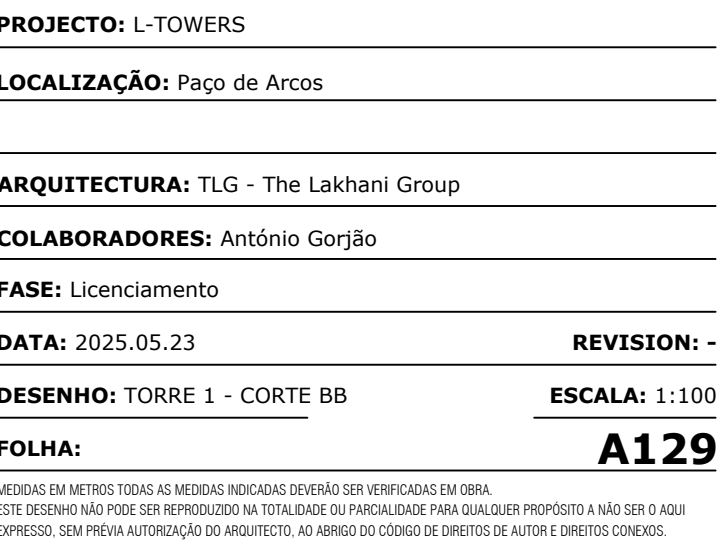 PROJECTO: L-TOWERS
LOCALIZAÇÃO: Paço de Arcos
ARQUITECTURA: TLG - The Lakhani Group
COLABORADORES: António Gorjão
FASE: Licenciamento
DATA: 2025.05.23 REVISION: -
DESENHO: TORRE 1 - CORTE BB ESCALA: 1:100
FOLHA: A129
MEDIDAS EM METROS TODAS AS MEDIDAS INDICADAS DEVERÃO SER VERIFICADAS EM OBRA.
ESTE DESENHO NÃO PODE SER REPRODUZIDO NA TOTALIDADE OU PARCIALIDADE PARA QUALQUER PROPÓSITO A NÃO SER O AQUI
EXPRESSO, SEM PRÉVIA AUTORIZAÇÃO DO ARQUITECTO, AO ABRIGO DO CÓDIGO DE DIREITOS DE AUTOR E DIREITOS CONEXOS.